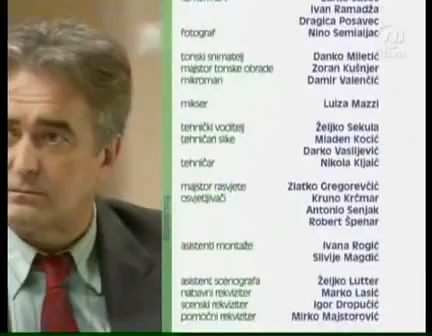 Ivan Ramadža
Dragica Posavec
fotograf Nino Semialjac
tonski snimatelj Danko Miletić
majstor tonske obrade Zoran Kušnjer
mikroman Damir Valenčić
mikser Luiza Mazzi
tehnički voditelj Željko Sekula
tehničari slike Mladen Kocić
Darko Vasiljević
tehničar Nikola Kljaić
majstor rasvjete Zlatko Gregorevčić
osvjetljivači Kruno Krčmar
Antonio Senjak
Robert Špehar
asistenti montaže Ivana Rogić
Silvije Magdić
asistent scenografa Željko Lutter
nabavni rekviziter Marko Lasić
scenski rekviziter Igor Dropučić
pomoćni rekviziter Mirko Majstorović